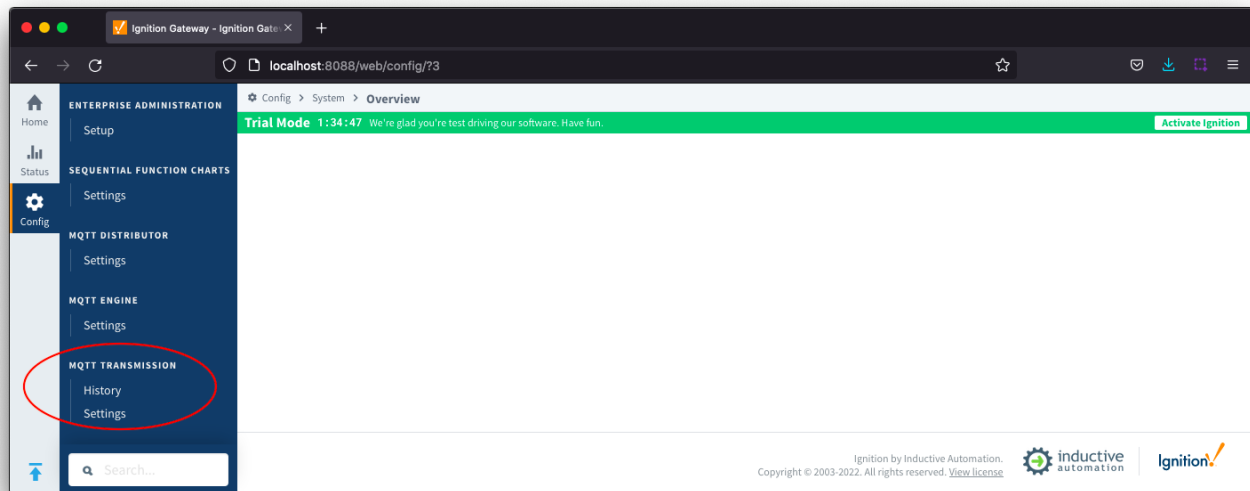 Ignition Gateway - Ignition Gate
localhost:8088/web/config/?3
Home
Status
Config
ENTERPRISE ADMINISTRATION
Setup
SEQUENTIAL FUNCTION CHARTS
Settings
MQTT DISTRIBUTOR
Settings
MQTT ENGINE
Settings
MQTT TRANSMISSION
History
Settings
Search...
Config > System > Overview
Trial Mode 1:34:47 We're glad you're test driving our software. Have fun.
Activate Ignition
Ignition by Inductive Automation.
Copyright © 2003-2022. All rights reserved. View license
inductive
automation
Ignition!